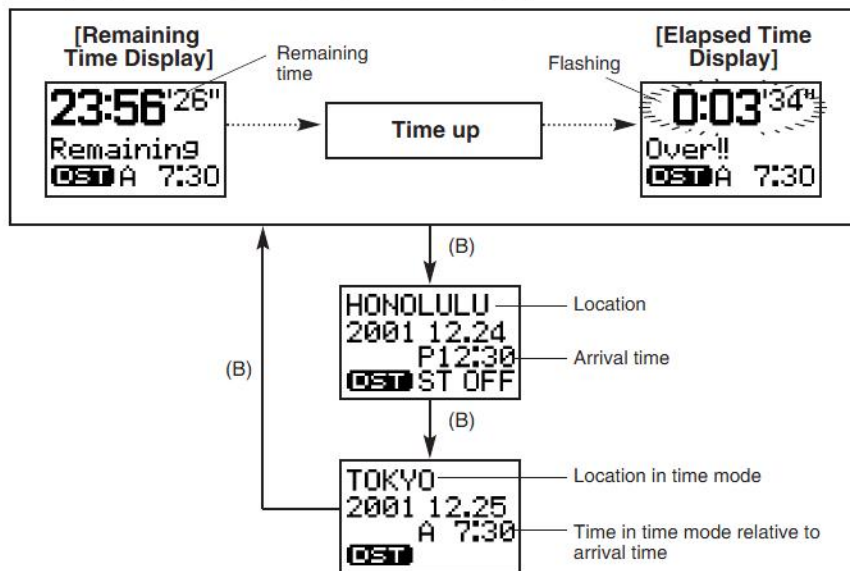 [Remaining
Time Display]
Remaining
time
23:56'26"
Remaining
DST A 7:30
Time up
[Elapsed Time
Display]
Flashing
0:03'34"
Over!!
DST A 7:30
(B)
HONOLULU
2001 12.24
P12:30
DST ST OFF
Location
Arrival time
(B)
(B)
TOKYO
2001 12.25
A 7:30
DST
Location in time mode
Time in time mode relative to
arrival time